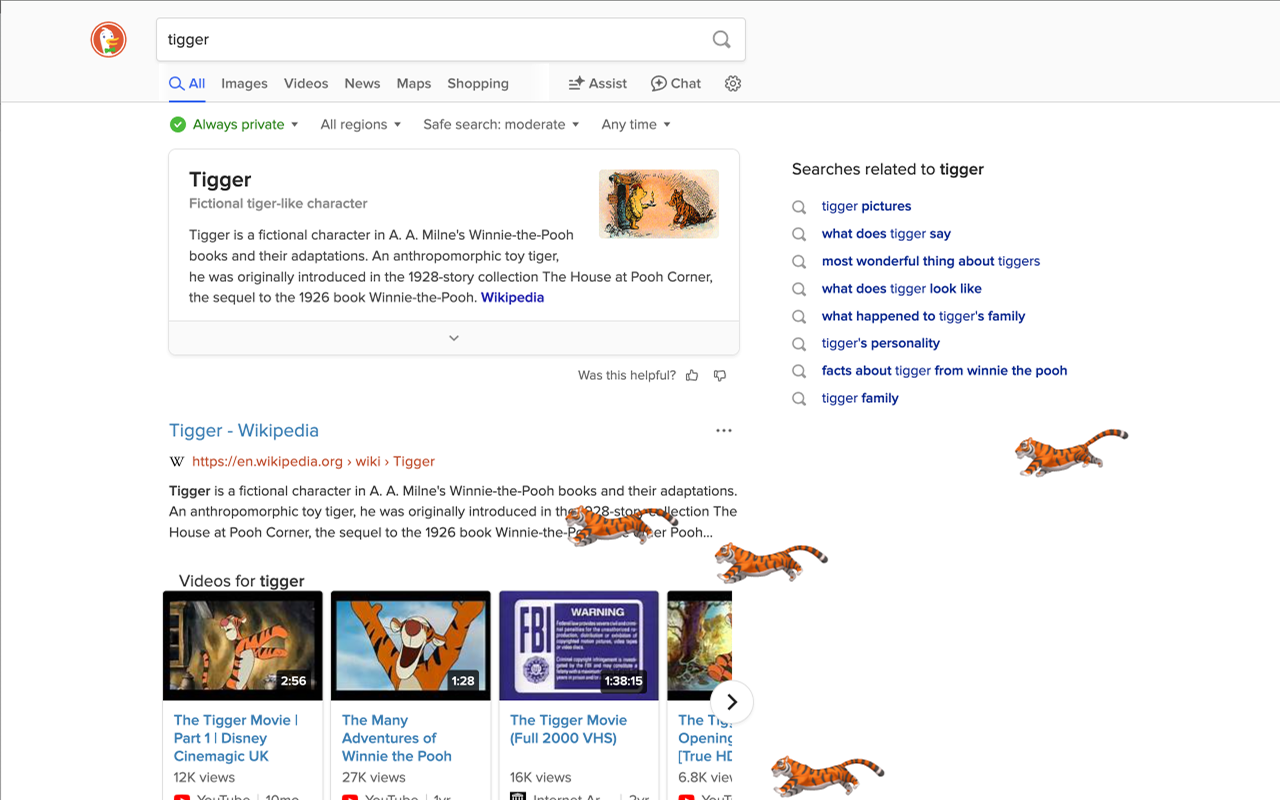 tigger
All Images Videos News Maps Shopping Assist Chat
Always private All regions Safe search: moderate Any time
Tigger
Fictional tiger-like character
Tigger is a fictional character in A. A. Milne's Winnie-the-Pooh
books and their adaptations. An anthropomorphic toy tiger,
he was originally introduced in the 1928-story collection The House at Pooh Corner,
the sequel to the 1926 book Winnie-the-Pooh. Wikipedia
Was this helpful?
Searches related to tigger
tigger pictures
what does tigger say
most wonderful thing about tiggers
what does tigger look like
what happened to tigger's family
tigger's personality
facts about tigger from winnie the pooh
tigger family
Tigger - Wikipedia
W https://en.wikipedia.org › wiki › Tigger
Tigger is a fictional character in A. A. Milne's Winnie-the-Pooh books and their adaptations.
An anthropomorphic toy tiger, he was originally introduced in the 1928-story collection The
House at Pooh Corner, the sequel to the 1926 book Winnie-the-Pooh... Pooh...
Videos for tigger
2:56
The Tigger Movie |
Part 1 | Disney
Cinemagic UK
12K views
YouTube | 10mo
1:28
The Many
Adventures of
Winnie the Pooh
27K views
YouTube | 1yr
FBI
WARNING
1:38:15
The Tigger Movie
(Full 2000 VHS)
16K views
Internet Ar... | 2yr
The Tig
Opening
[True HD
6.8K view
YouT